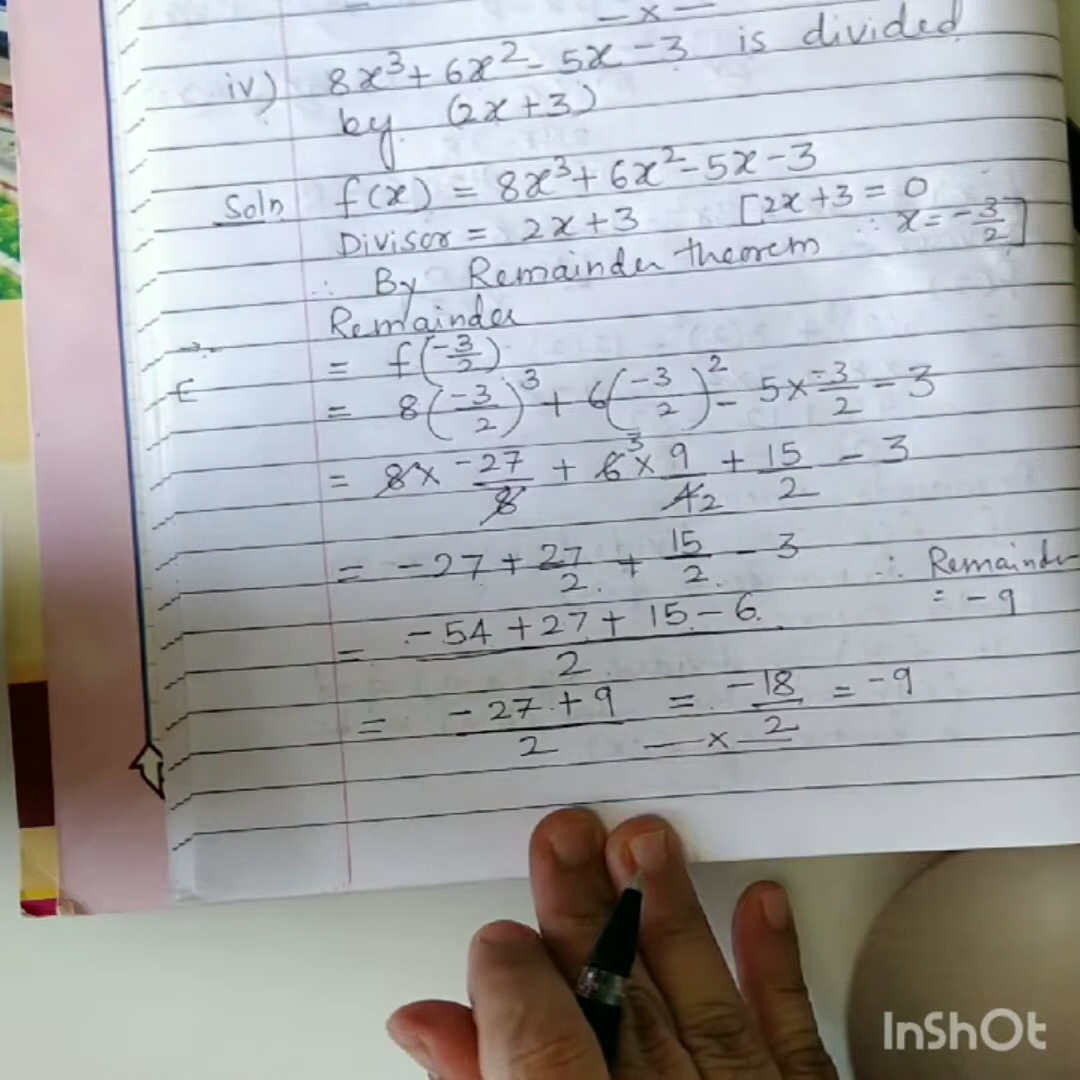 — x —
iv) 8x³ + 6x² - 5x - 3 is divided
by (2x + 3)
Soln f(x) = 8x³ + 6x² - 5x - 3
Divisor = 2x + 3 [2x + 3 = 0
∴ By Remainder theorem ∴ x = -3/2]
Remainder
= f(-3/2)
= 8(-3/2)³ + 6(-3/2)² - 5 x -3/2 - 3
= 8 x -27/8 + 6 3 x 9/4 2 + 15/2 - 3
= -27 + 27/2 + 15/2 - 3
∴ Remainder
= -9
= -54 + 27 + 15 - 6 / 2
= -27 + 9 / 2 = -18/2 = -9
— x —
InShOt